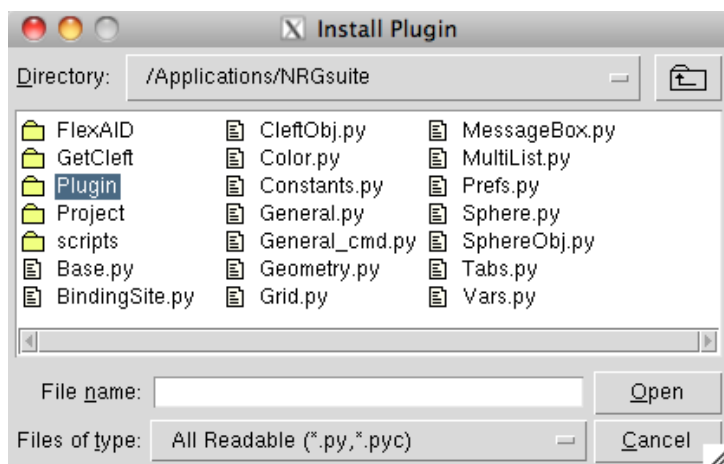 Install Plugin
Directory: /Applications/NRGsuite
FlexAID CleftObj.py MessageBox.py
GetCleft Color.py MultiList.py
Plugin Constants.py Prefs.py
Project General.py Sphere.py
scripts General_cmd.py SphereObj.py
Base.py Geometry.py Tabs.py
BindingSite.py Grid.py Vars.py
File name: Open
Files of type: All Readable (*.py,*.pyc) Cancel